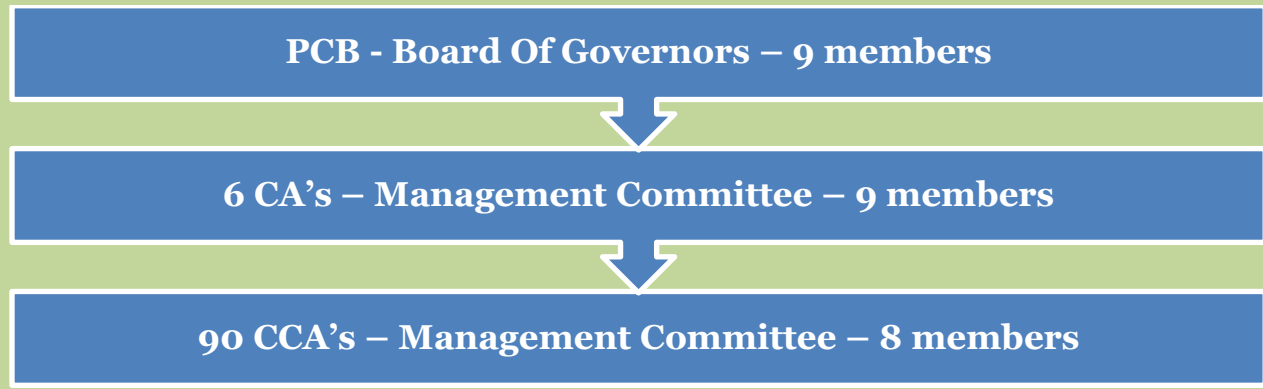 PCB - Board Of Governors – 9 members
6 CA’s – Management Committee – 9 members
90 CCA’s – Management Committee – 8 members